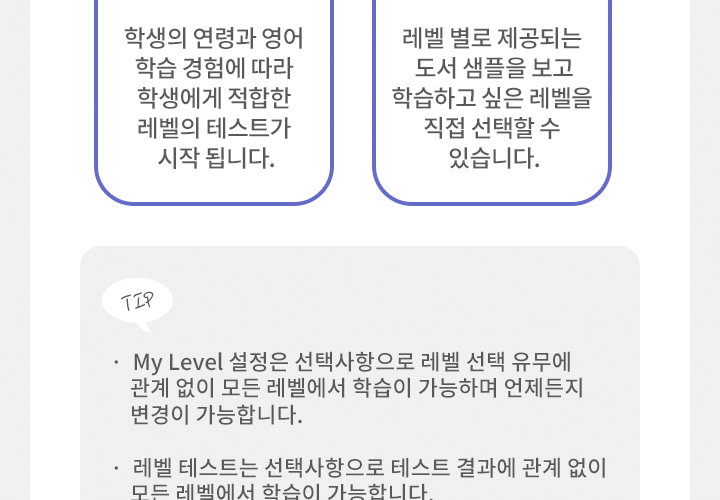 학생의 연령과 영어
학습 경험에 따라
학생에게 적합한
레벨의 테스트가
시작 됩니다.
레벨 별로 제공되는
도서 샘플을 보고
학습하고 싶은 레벨을
직접 선택할 수
있습니다.
TIP
· My Level 설정은 선택사항으로 레벨 선택 유무에
관계 없이 모든 레벨에서 학습이 가능하며 언제든지
변경이 가능합니다.
· 레벨 테스트는 선택사항으로 테스트 결과에 관계 없이
모든 레벨에서 학습이 가능합니다.